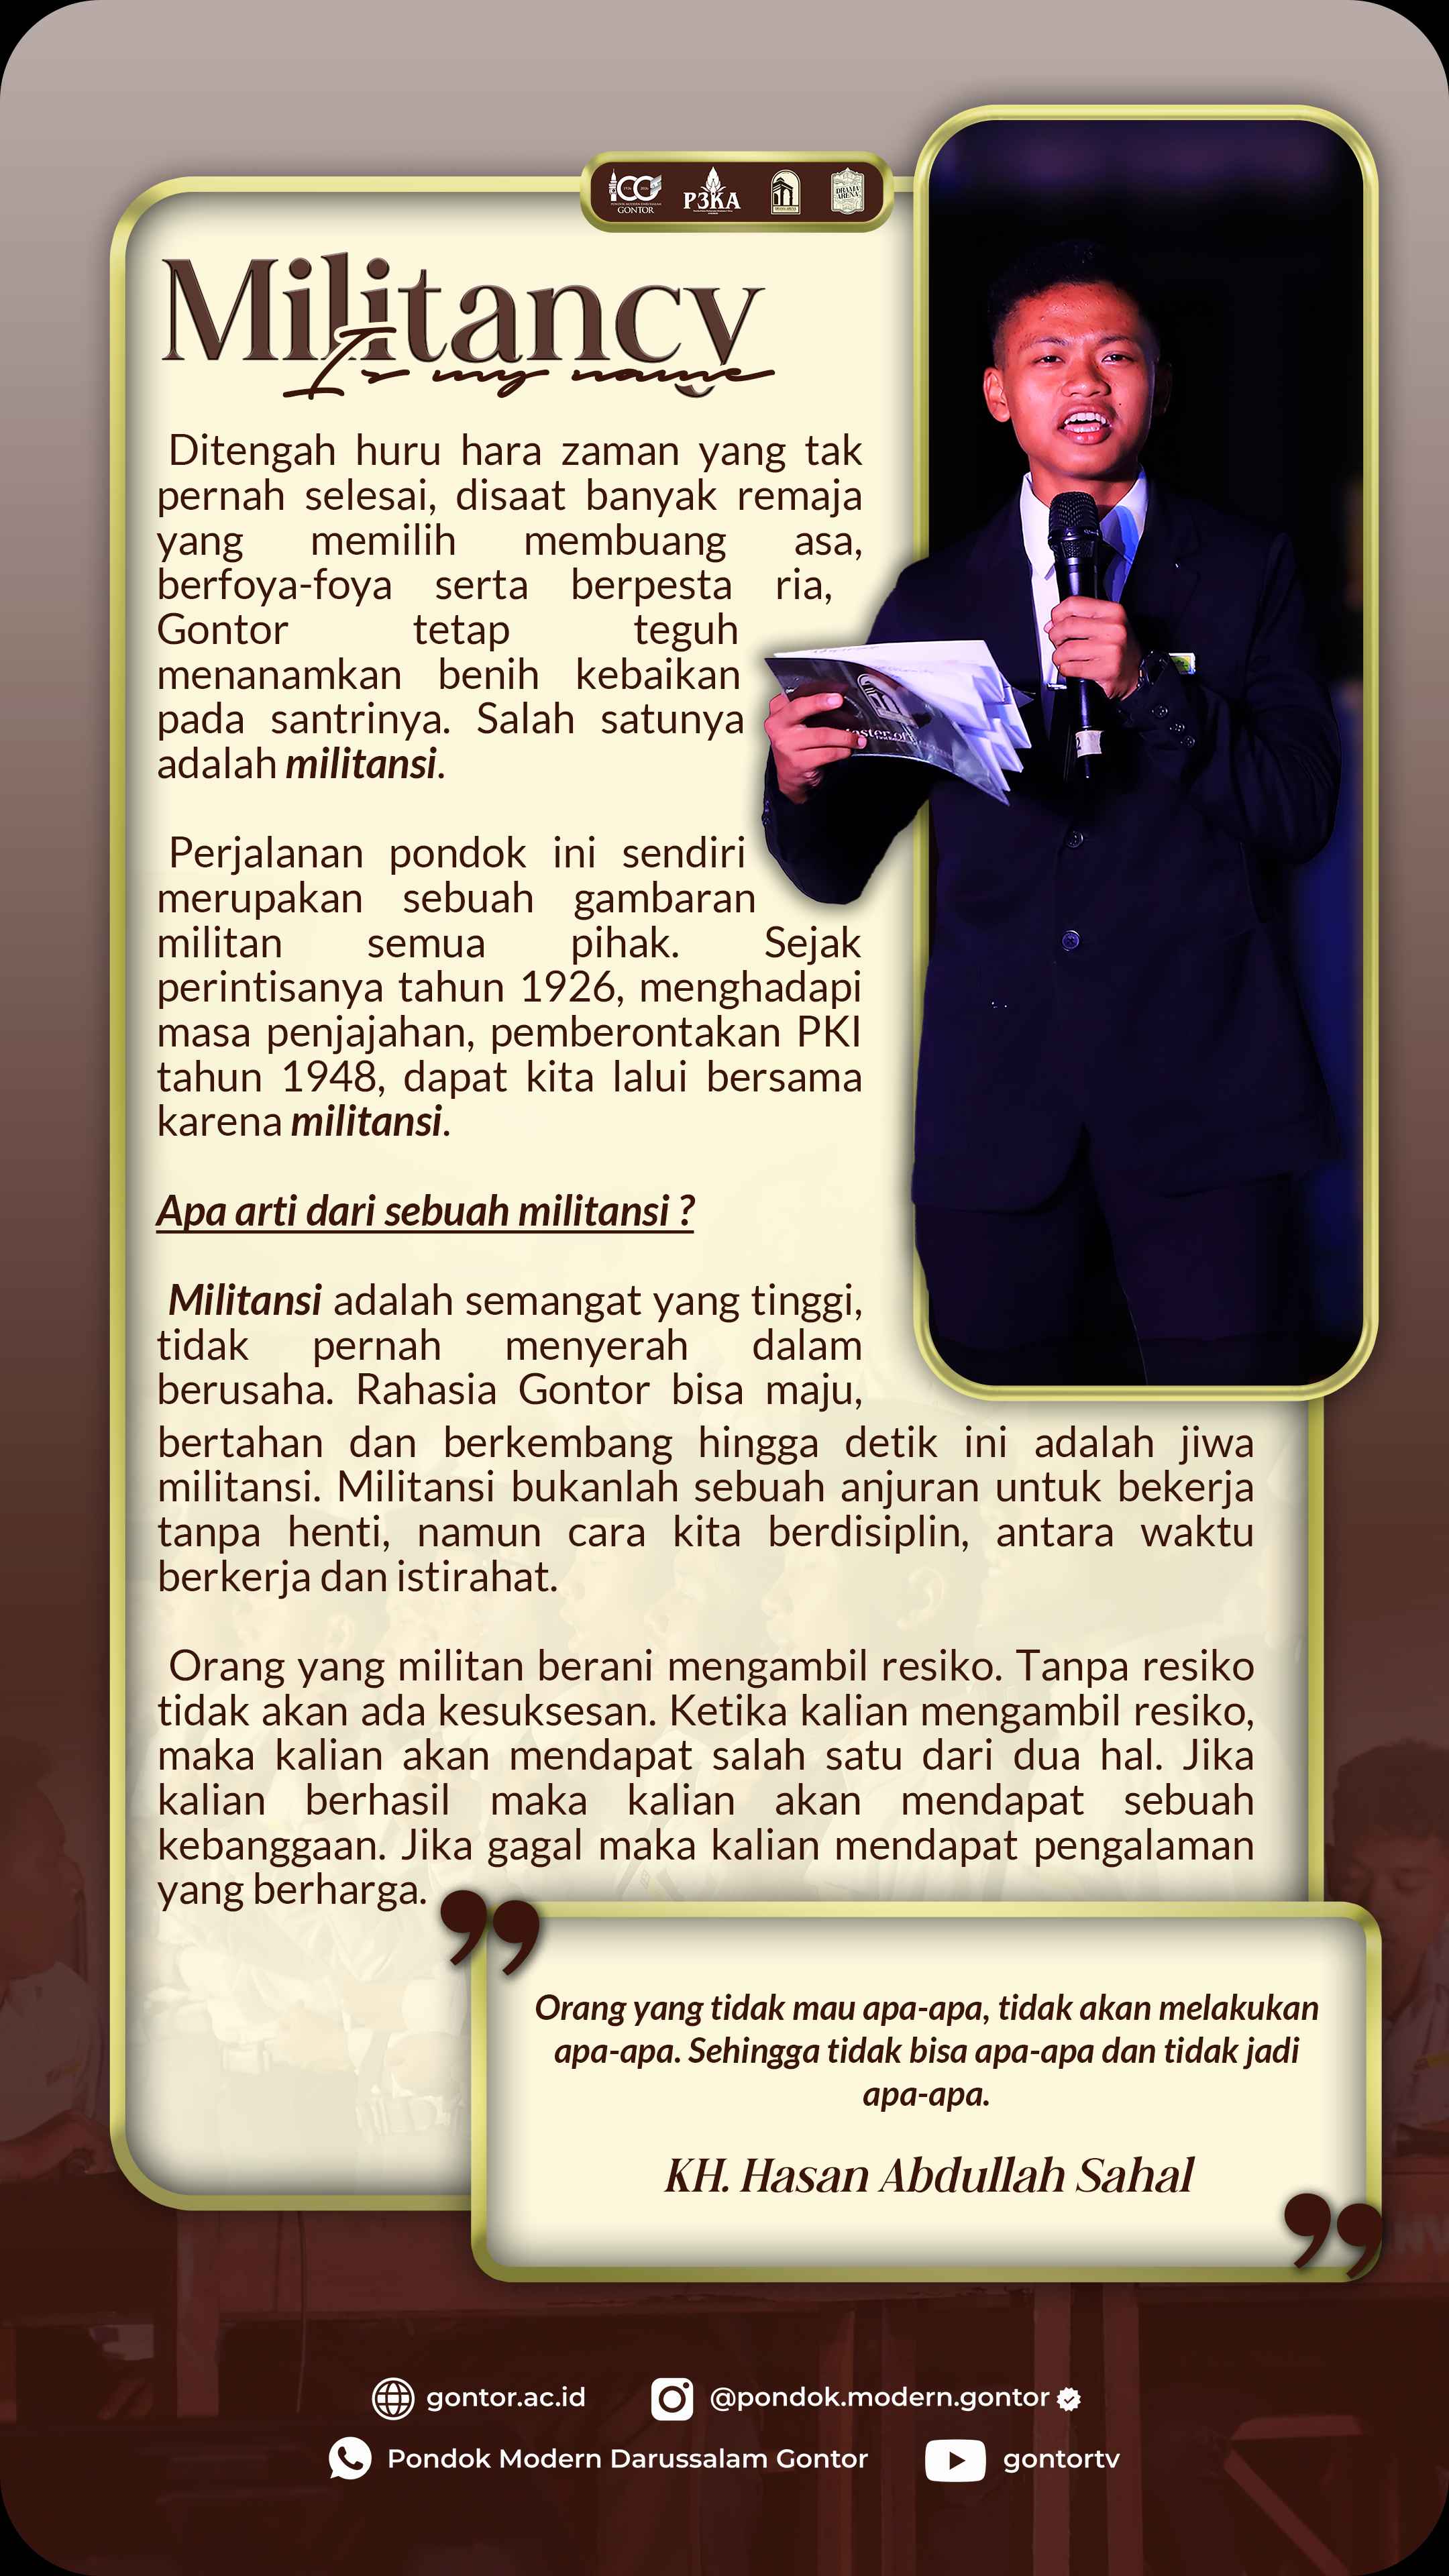 100
GONTOR
P3KA
DRAMA
ARENA
Militancy
Is my name
Ditengah huru hara zaman yang tak
pernah selesai, disaat banyak remaja
yang memilih membuang asa,
berfoya-foya serta berpesta ria,
Gontor tetap teguh
menanamkan benih kebaikan
pada santrinya. Salah satunya
adalah militansi.
Perjalanan pondok ini sendiri
merupakan sebuah gambaran
militan semua pihak. Sejak
perintisanya tahun 1926, menghadapi
masa penjajahan, pemberontakan PKI
tahun 1948, dapat kita lalui bersama
karena militansi.
Apa arti dari sebuah militansi ?
Militansi adalah semangat yang tinggi,
tidak pernah menyerah dalam
berusaha. Rahasia Gontor bisa maju,
bertahan dan berkembang hingga detik ini adalah jiwa
militansi. Militansi bukanlah sebuah anjuran untuk bekerja
tanpa henti, namun cara kita berdisiplin, antara waktu
berkerja dan istirahat.
Orang yang militan berani mengambil resiko. Tanpa resiko
tidak akan ada kesuksesan. Ketika kalian mengambil resiko,
maka kalian akan mendapat salah satu dari dua hal. Jika
kalian berhasil maka kalian akan mendapat sebuah
kebanggaan. Jika gagal maka kalian mendapat pengalaman
yang berharga.
Orang yang tidak mau apa-apa, tidak akan melakukan
apa-apa. Sehingga tidak bisa apa-apa dan tidak jadi
apa-apa.
KH. Hasan Abdullah Sahal
gontor.ac.id
@pondok.modern.gontor
Pondok Modern Darussalam Gontor
gontortv